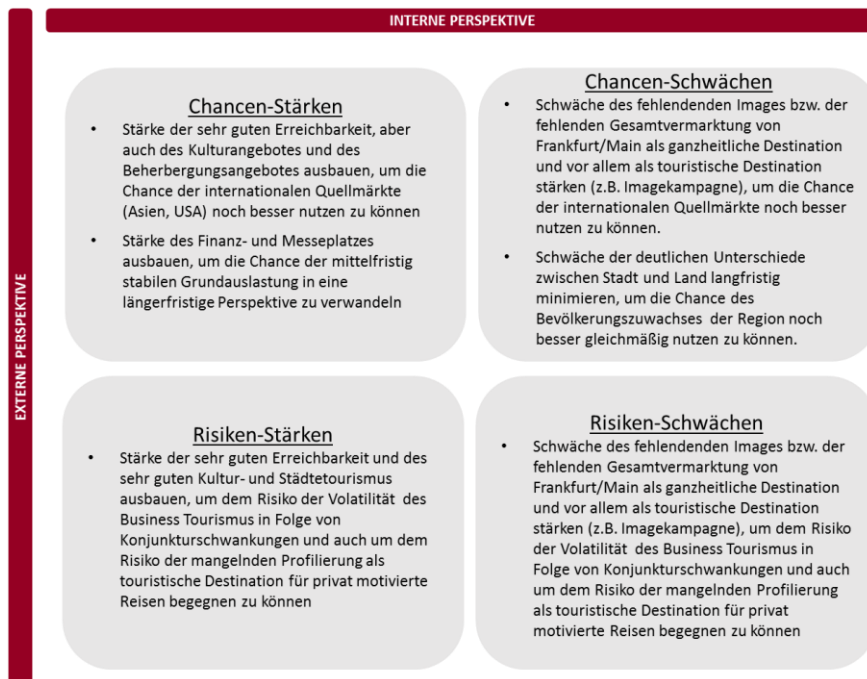 INTERNE PERSPEKTIVE
EXTERNE PERSPEKTIVE
Chancen-Stärken
• Stärke der sehr guten Erreichbarkeit, aber
auch des Kulturangebotes und des
Beherbergungsangebotes ausbauen, um die
Chance der internationalen Quellmärkte
(Asien, USA) noch besser nutzen zu können
• Stärke des Finanz- und Messeplatzes
ausbauen, um die Chance der mittelfristig
stabilen Grundauslastung in eine
längerfristige Perspektive zu verwandeln
Chancen-Schwächen
• Schwäche des fehlendenden Images bzw. der
fehlenden Gesamtvermarktung von
Frankfurt/Main als ganzheitliche Destination
und vor allem als touristische Destination
stärken (z.B. Imagekampagne), um die Chance
der internationalen Quellmärkte noch besser
nutzen zu können.
• Schwäche der deutlichen Unterschiede
zwischen Stadt und Land langfristig
minimieren, um die Chance des
Bevölkerungszuwachses der Region noch
besser gleichmäßig nutzen zu können.
Risiken-Stärken
• Stärke der sehr guten Erreichbarkeit und des
sehr guten Kultur- und Städtetourismus
ausbauen, um dem Risiko der Volatilität des
Business Tourismus in Folge von
Konjunkturschwankungen und auch um dem
Risiko der mangelnden Profilierung als
touristische Destination für privat motivierte
Reisen begegnen zu können
Risiken-Schwächen
• Schwäche des fehlendenden Images bzw. der
fehlenden Gesamtvermarktung von
Frankfurt/Main als ganzheitliche Destination
und vor allem als touristische Destination
stärken (z.B. Imagekampagne), um dem Risiko
der Volatilität des Business Tourismus in
Folge von Konjunkturschwankungen und auch
um dem Risiko der mangelnden Profilierung
als touristische Destination für privat
motivierte Reisen begegnen zu können